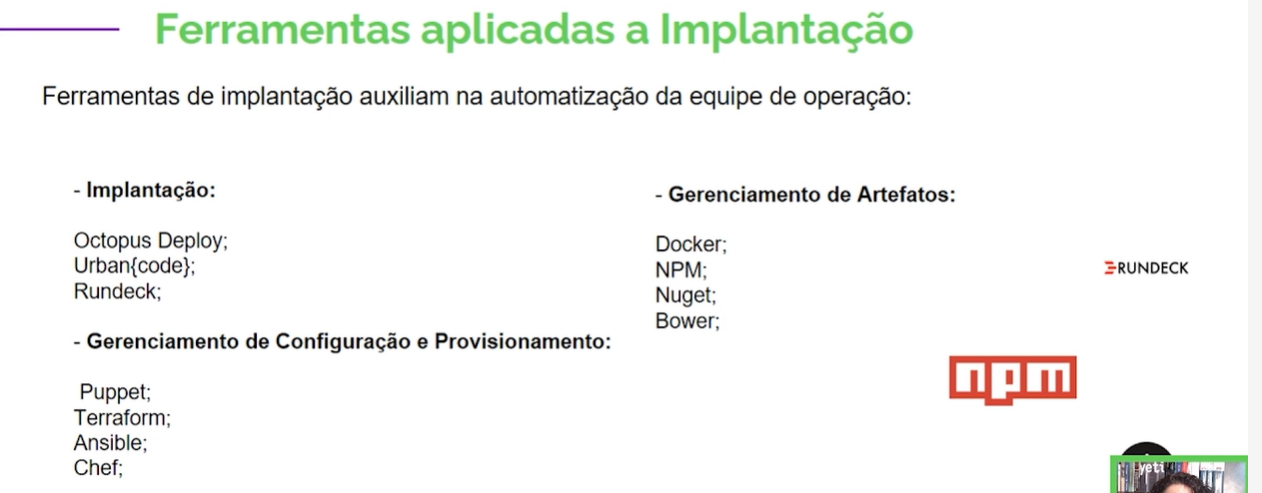 Ferramentas aplicadas a Implantação
Ferramentas de implantação auxiliam na automatização da equipe de operação:
- Implantação:
Octopus Deploy;
Urban{code};
Rundeck;
- Gerenciamento de Configuração e Provisionamento:
Puppet;
Terraform;
Ansible;
Chef;
- Gerenciamento de Artefatos:
Docker;
NPM;
Nuget;
Bower;
RUNDECK
npm
yeti